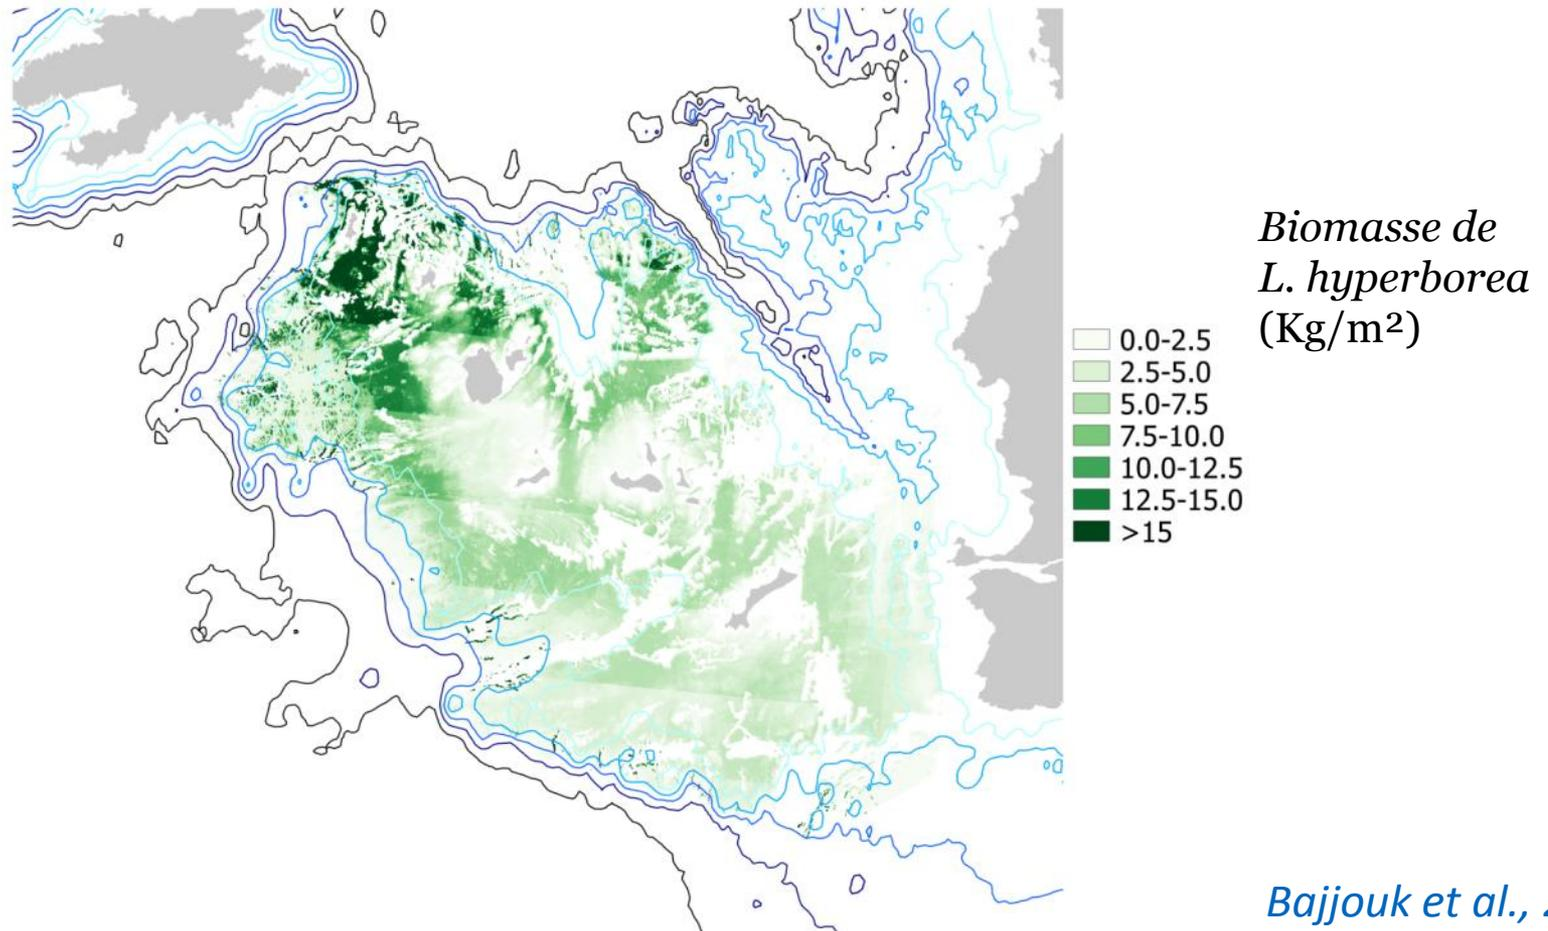 Biomasse de
L. hyperborea
(Kg/m²)
0.0-2.5
2.5-5.0
5.0-7.5
7.5-10.0
10.0-12.5
12.5-15.0
>15
Bajjouk et al.,